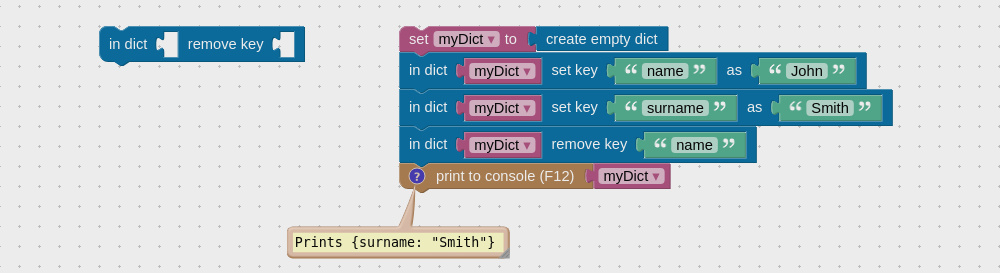 in dict remove key
set myDict ▾ to create empty dict
in dict myDict ▾ set key “ name ” as “ John ”
in dict myDict ▾ set key “ surname ” as “ Smith ”
in dict myDict ▾ remove key “ name ”
? print to console (F12) myDict ▾
Prints {surname: "Smith"}